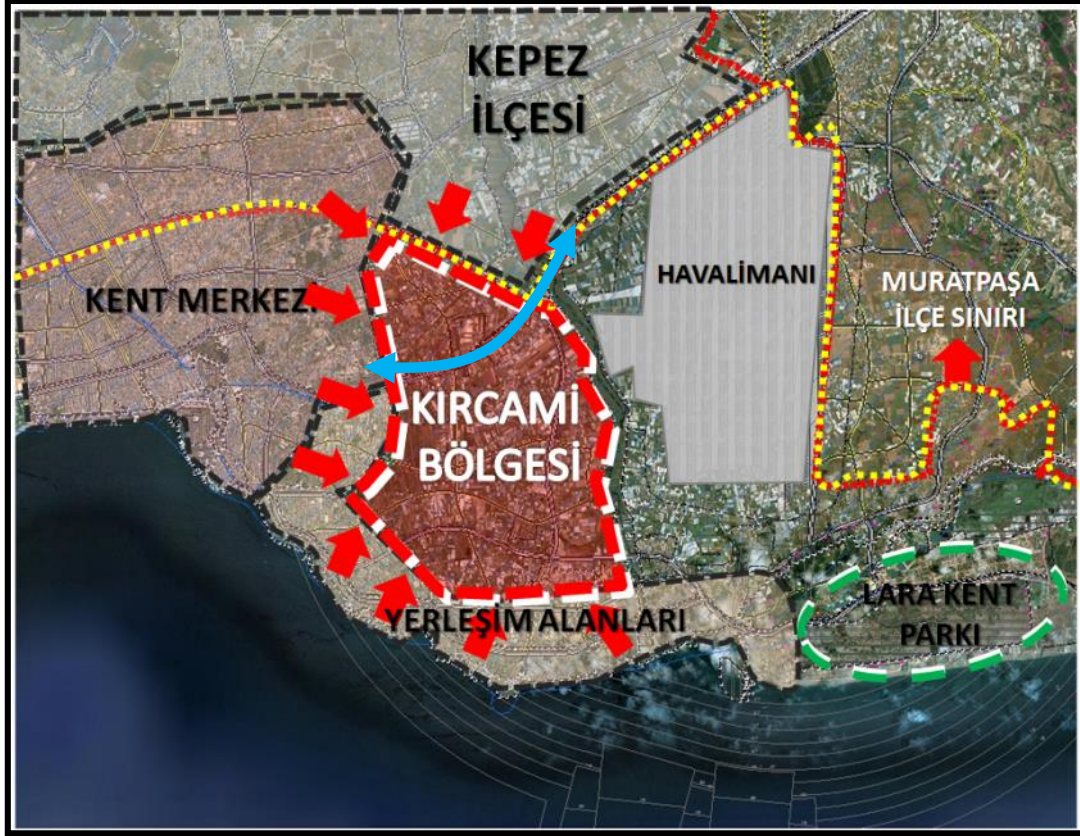 KEPEZ
İLÇESİ
HAVALİMANI
MURATPAŞA
İLÇE SINIRI
KENT MERKEZİ
KIRCAMİ
BÖLGESİ
LARA KENT
PARKI
YERLEŞİM ALANLARI